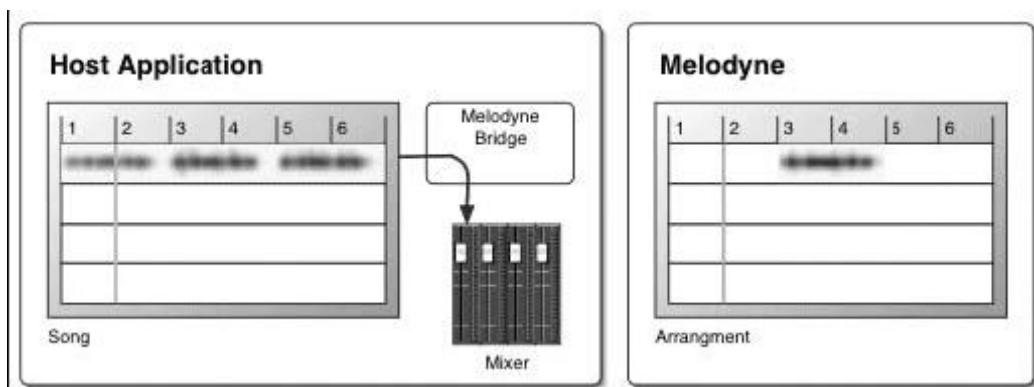 Host Application
1 2 3 4 5 6
Melodyne
Bridge
Song
Mixer
Melodyne
1 2 3 4 5 6
Arrangment